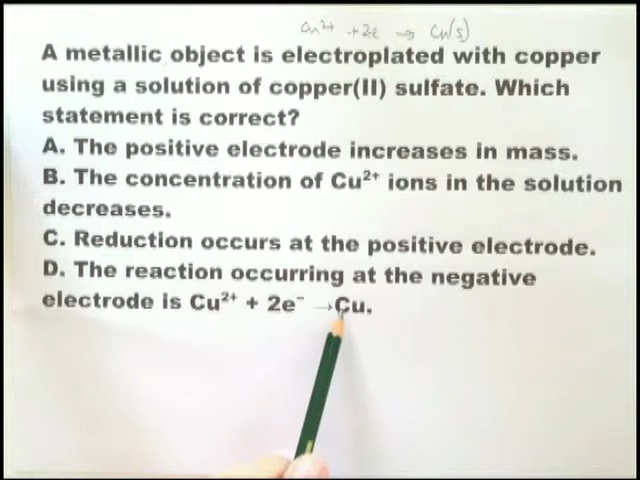 Cu²⁺ +2e → Cu(s)
A metallic object is electroplated with copper
using a solution of copper(II) sulfate. Which
statement is correct?
A. The positive electrode increases in mass.
B. The concentration of Cu²⁺ ions in the solution
decreases.
C. Reduction occurs at the positive electrode.
D. The reaction occurring at the negative
electrode is Cu²⁺ + 2e⁻ →Cu.